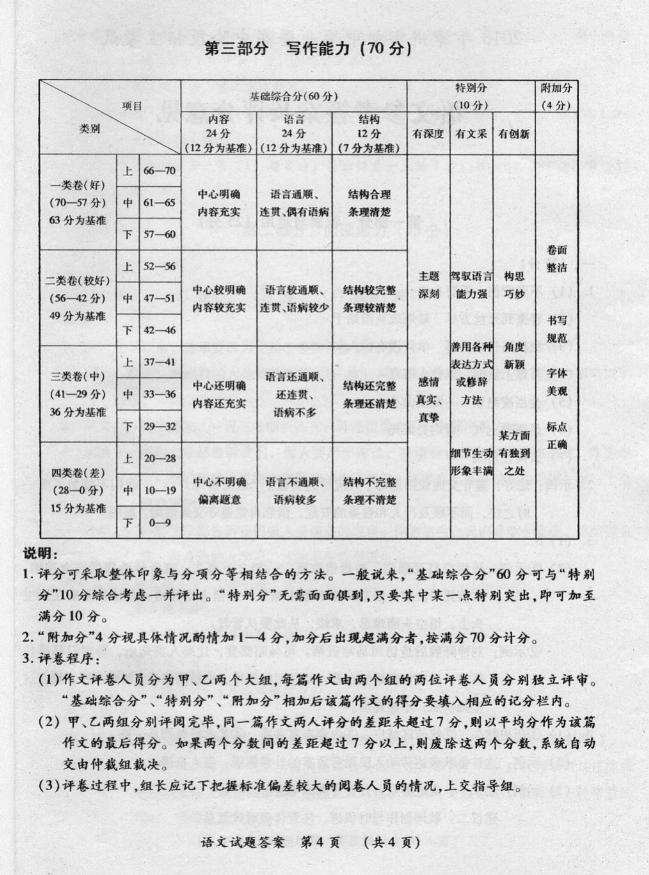 第三部分 写作能力(70分)
项目
类别
基础综合分(60分)
特别分
(10分)
附加分
(4分)
内容
24分
(12分为基准)
语言
24分
(12分为基准)
结构
12分
(7分为基准)
有深度 有文采 有创新
一类卷(好)
(70—57分)
63分为基准
上 66—70
中 61—65
下 57—60
中心明确
内容充实
语言通顺、
连贯、偶有语病
结构合理
条理清楚
二类卷(较好)
(56—42分)
49分为基准
上 52—56
中 47—51
下 42—46
中心较明确
内容较充实
语言较通顺、
连贯、语病较少
结构较完整
条理较清楚
三类卷(中)
(41—29分)
36分为基准
上 37—41
中 33—36
下 29—32
中心还明确
内容还充实
语言还通顺、
还连贯、
语病不多
结构还完整
条理还清楚
四类卷(差)
(28—0分)
15分为基准
上 20—28
中 10—19
下 0—9
中心不明确
偏离题意
语言不通顺、
语病较多
结构不完整
条理不清楚
主题
深刻
感情
真实、
真挚
驾驭语言
能力强
善用各种
表达方式
或修辞
方法
细节生动
形象丰满
构思
巧妙
角度
新颖
某方面
有独到
之处
卷面
整洁
书写
规范
字体
美观
标点
正确
说明:
1.评分可采取整体印象与分项分等相结合的方法。一般说来,“基础综合分”60分可与“特别
分”10分综合考虑一并评出。“特别分”无需面面俱到,只要其中某一点特别突出,即可加至
满分10分。
2.“附加分”4分视具体情况酌情加1—4分,加分后出现超满分者,按满分70分计分。
3.评卷程序:
(1)作文评卷人员分为甲、乙两个大组,每篇作文由两个组的两位评卷人员分别独立评审。
“基础综合分”、“特别分”、“附加分”相加后该篇作文的得分要填入相应的记分栏内。
(2) 甲、乙两组分别评阅完毕,同一篇作文两人评分的差距未超过7分,则以平均分作为该篇
作文的最后得分。如果两个分数间的差距超过7分以上,则废除这两个分数,系统自动
交由仲裁组裁决。
(3)评卷过程中,组长应记下把握标准偏差较大的阅卷人员的情况,上交指导组。
语文试题答案 第4页 (共4页)